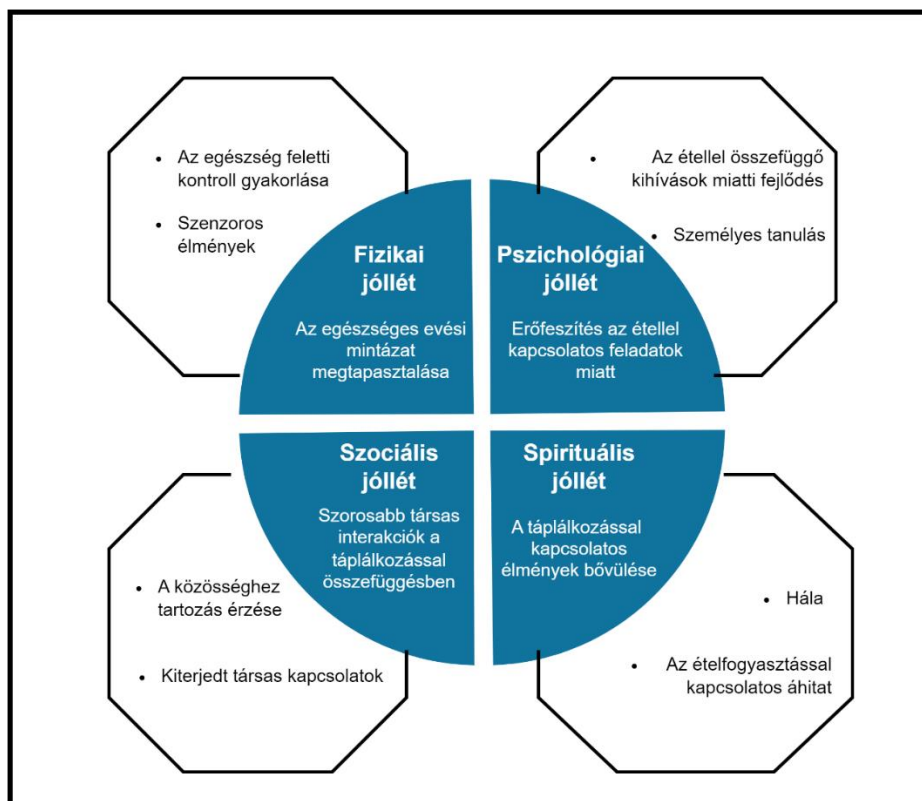 • Az egészség feletti
kontroll gyakorlása
• Szenzoros
élmények
Fizikai
jóllét
Az egészséges evési
mintázat
megtapasztalása
• Az étellel összefüggő
kihívások miatti fejlődés
• Személyes tanulás
Pszichológiai
jóllét
Erőfeszítés az étellel
kapcsolatos feladatok
miatt
Szociális
jóllét
Szorosabb társas
interakciók a
táplálkozással
összefüggésben
• A közösséghez
tartozás érzése
• Kiterjedt társas kapcsolatok
Spirituális
jóllét
A táplálkozással
kapcsolatos
élmények bővülése
• Hála
• Az ételfogyasztással
kapcsolatos áhitat